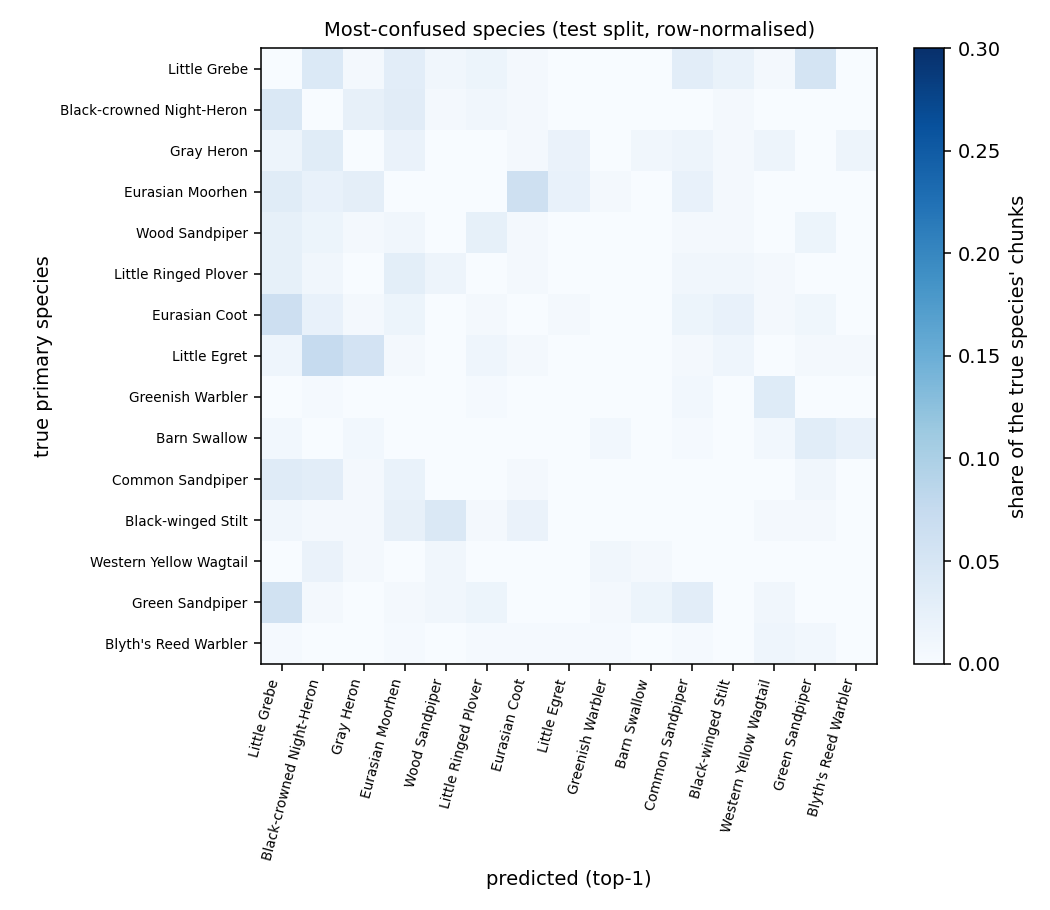 Most-confused species (test split, row-normalised)
true primary species
Little Grebe
Black-crowned Night-Heron
Gray Heron
Eurasian Moorhen
Wood Sandpiper
Little Ringed Plover
Eurasian Coot
Little Egret
Greenish Warbler
Barn Swallow
Common Sandpiper
Black-winged Stilt
Western Yellow Wagtail
Green Sandpiper
Blyth's Reed Warbler
Little Grebe
Black-crowned Night-Heron
Gray Heron
Eurasian Moorhen
Wood Sandpiper
Little Ringed Plover
Eurasian Coot
Little Egret
Greenish Warbler
Barn Swallow
Common Sandpiper
Black-winged Stilt
Western Yellow Wagtail
Green Sandpiper
Blyth's Reed Warbler
predicted (top-1)
0.30
0.25
0.20
0.15
0.10
0.05
0.00
share of the true species' chunks